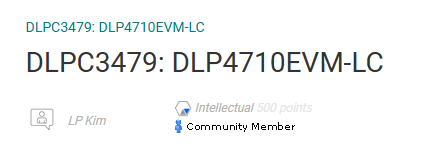 DLPC3479: DLP4710EVM-LC
DLPC3479: DLP4710EVM-LC
LP Kim
Intellectual 500 points
Community Member